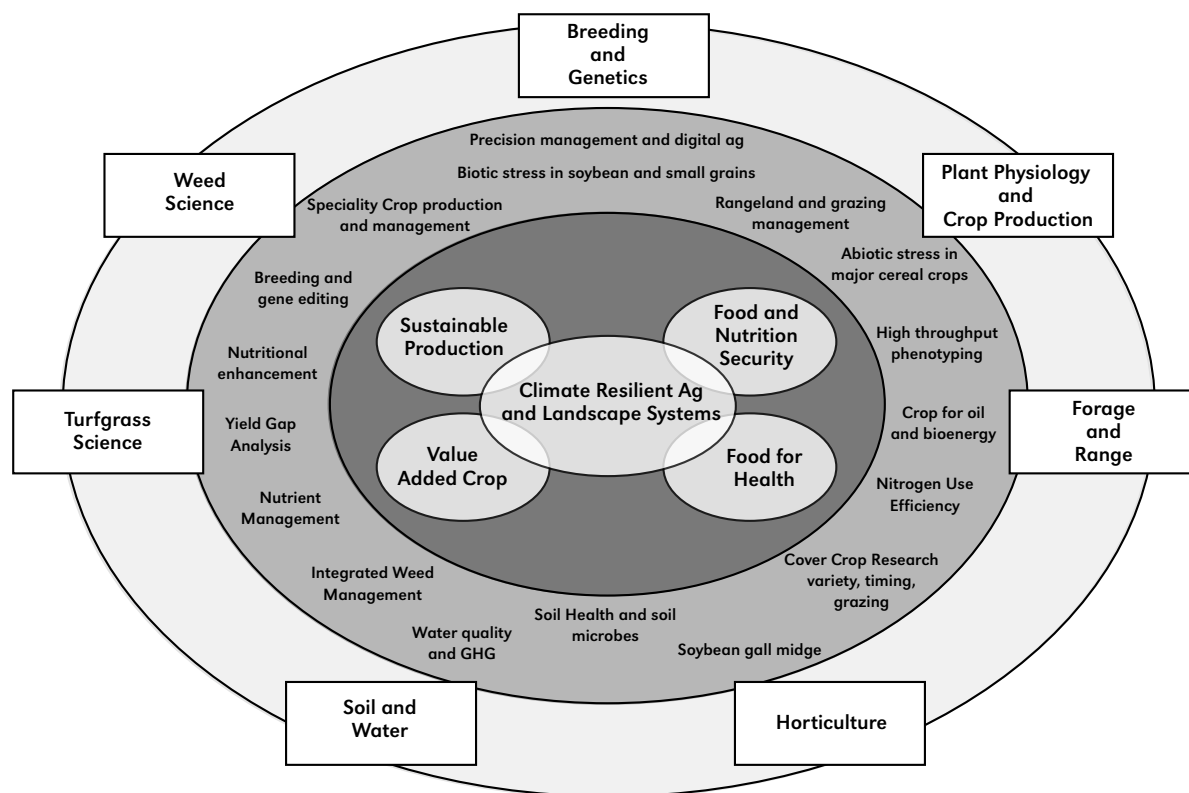 Breeding
and
Genetics
Weed
Science
Plant Physiology
and
Crop Production
Precision management and digital ag
Biotic stress in soybean and small grains
Speciality Crop production
and management
Rangeland and grazing
management
Abiotic stress in
major cereal crops
Breeding and
gene editing
High throughput
phenotyping
Nutritional
enhancement
Sustainable
Production
Food and
Nutrition
Security
Climate Resilient Ag
and Landscape Systems
Value
Added Crop
Food for
Health
Turfgrass
Science
Yield Gap
Analysis
Crop for oil
and bioenergy
Forage
and
Range
Nutrient
Management
Nitrogen Use
Efficiency
Integrated Weed
Management
Cover Crop Research
variety, timing,
grazing
Water quality
and GHG
Soil Health and soil
microbes
Soybean gall midge
Soil and
Water
Horticulture